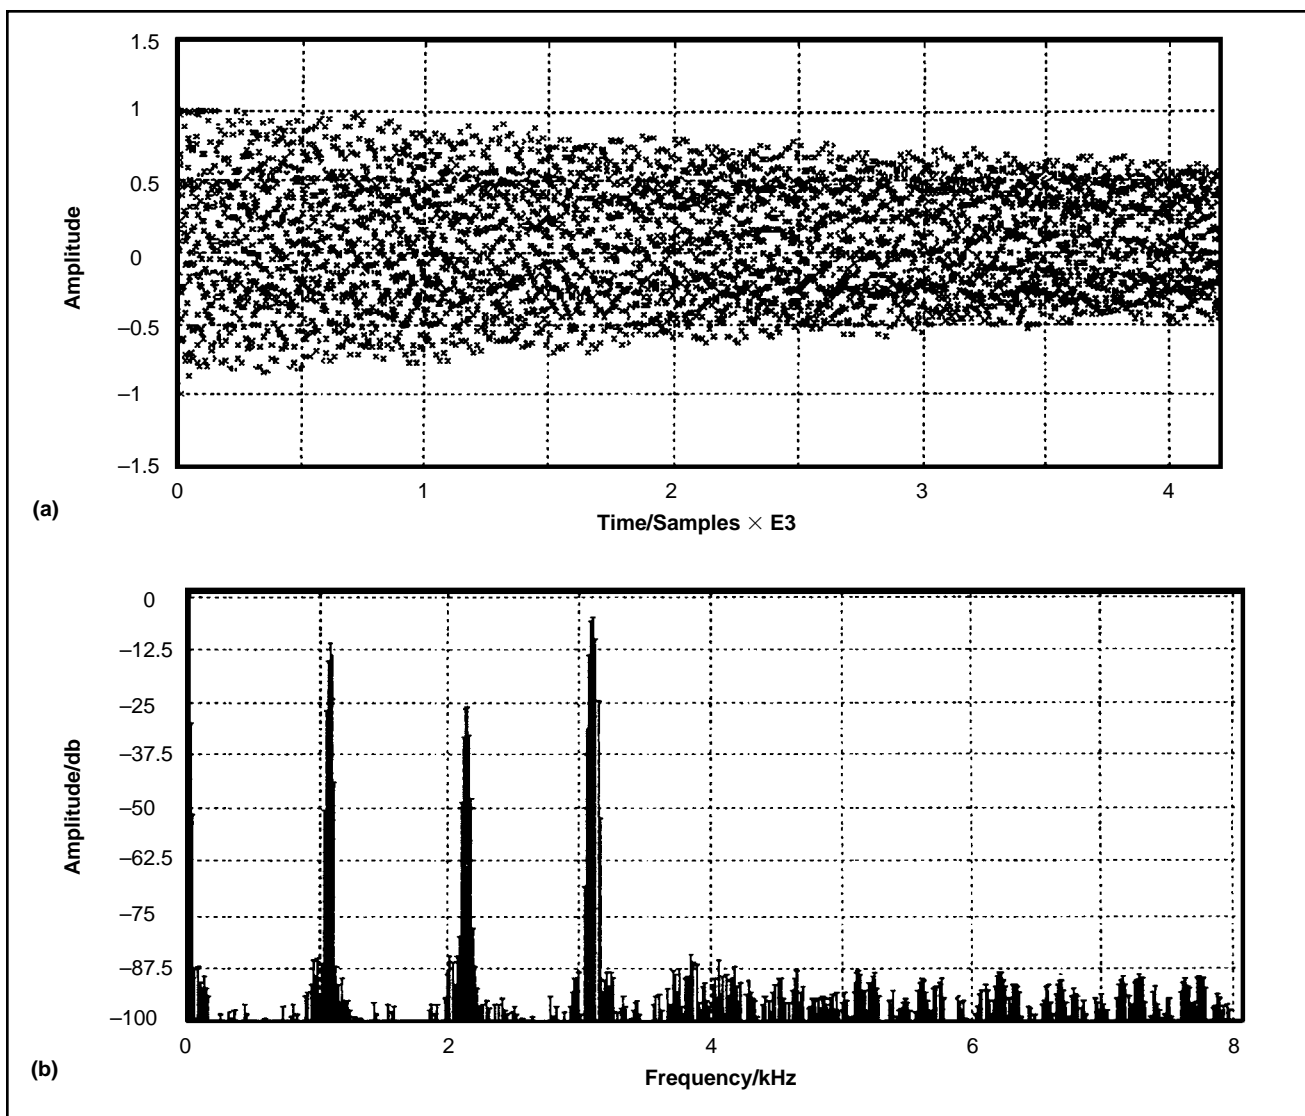 1.5
1
0.5
0
–0.5
–1
–1.5
Amplitude
0 1 2 3 4
(a)
Time/Samples × E3
0
–12.5
–25
–37.5
–50
–62.5
–75
–87.5
–100
Amplitude/db
0 2 4 6 8
(b)
Frequency/kHz